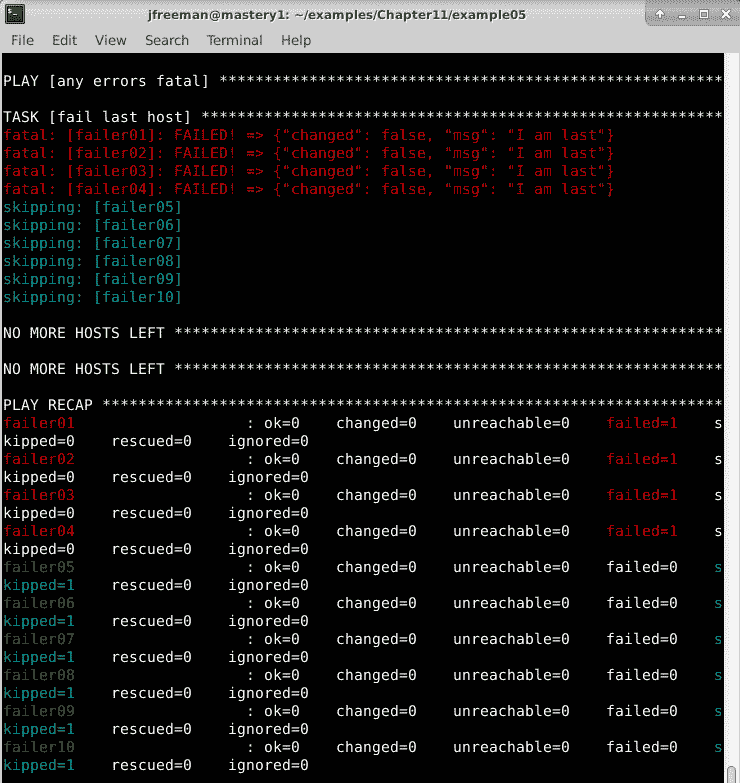 jfreeman@mastery1: ~/examples/Chapter11/example05
File Edit View Search Terminal Help
PLAY [any errors fatal] ********************************************************
TASK [fail last host] **********************************************************
fatal: [failer01]: FAILED! => {"changed": false, "msg": "I am last"}
fatal: [failer02]: FAILED! => {"changed": false, "msg": "I am last"}
fatal: [failer03]: FAILED! => {"changed": false, "msg": "I am last"}
fatal: [failer04]: FAILED! => {"changed": false, "msg": "I am last"}
skipping: [failer05]
skipping: [failer06]
skipping: [failer07]
skipping: [failer08]
skipping: [failer09]
skipping: [failer10]
NO MORE HOSTS LEFT *************************************************************
NO MORE HOSTS LEFT *************************************************************
PLAY RECAP *********************************************************************
failer01                   : ok=0    changed=0    unreachable=0    failed=1    s
kipped=0    rescued=0    ignored=0
failer02                   : ok=0    changed=0    unreachable=0    failed=1    s
kipped=0    rescued=0    ignored=0
failer03                   : ok=0    changed=0    unreachable=0    failed=1    s
kipped=0    rescued=0    ignored=0
failer04                   : ok=0    changed=0    unreachable=0    failed=1    s
kipped=0    rescued=0    ignored=0
failer05                   : ok=0    changed=0    unreachable=0    failed=0    s
kipped=1    rescued=0    ignored=0
failer06                   : ok=0    changed=0    unreachable=0    failed=0    s
kipped=1    rescued=0    ignored=0
failer07                   : ok=0    changed=0    unreachable=0    failed=0    s
kipped=1    rescued=0    ignored=0
failer08                   : ok=0    changed=0    unreachable=0    failed=0    s
kipped=1    rescued=0    ignored=0
failer09                   : ok=0    changed=0    unreachable=0    failed=0    s
kipped=1    rescued=0    ignored=0
failer10                   : ok=0    changed=0    unreachable=0    failed=0    s
kipped=1    rescued=0    ignored=0